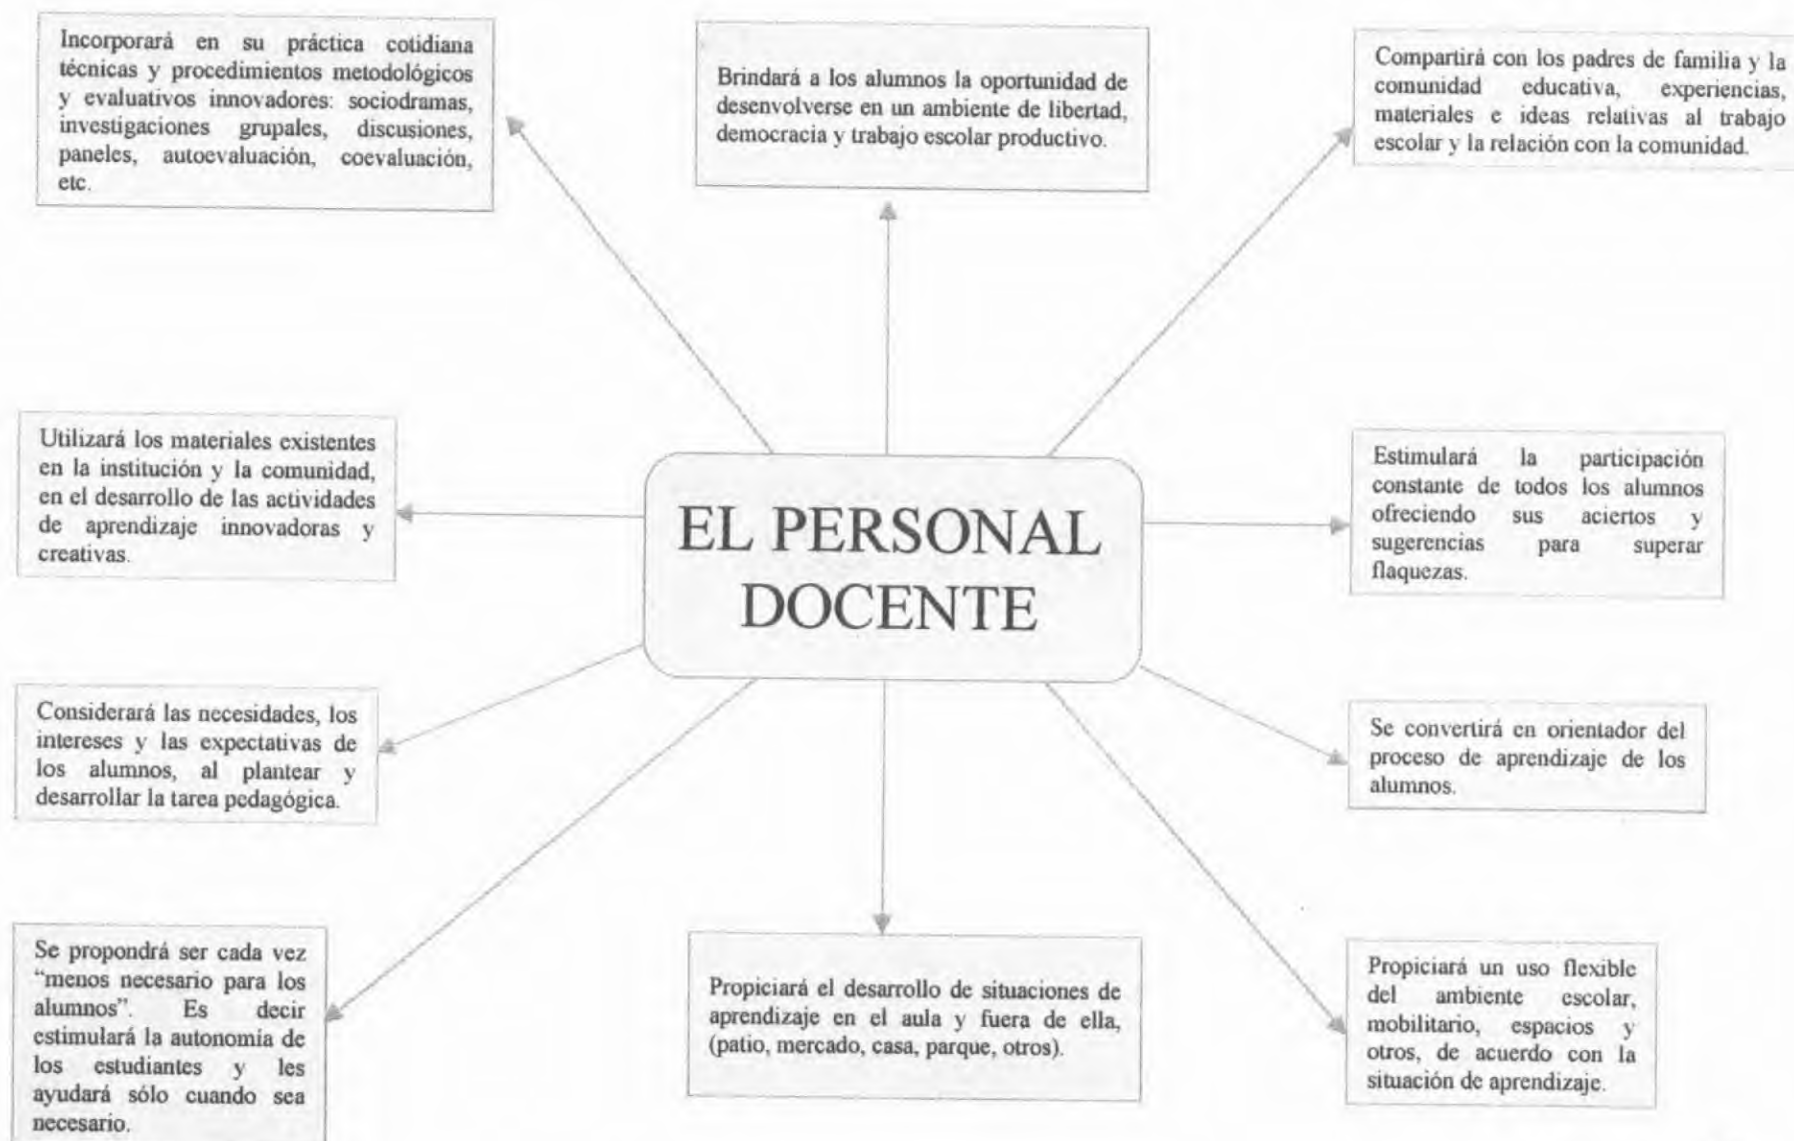 Incorporará en su práctica cotidiana
técnicas y procedimientos metodológicos
y evaluativos innovadores: sociodramas,
investigaciones grupales, discusiones,
paneles, autoevaluación, coevaluación,
etc.
Brindará a los alumnos la oportunidad de
desenvolverse en un ambiente de libertad,
democracia y trabajo escolar productivo.
Compartirá con los padres de familia y la
comunidad educativa, experiencias,
materiales e ideas relativas al trabajo
escolar y la relación con la comunidad.
Utilizará los materiales existentes
en la institución y la comunidad,
en el desarrollo de las actividades
de aprendizaje innovadoras y
creativas.
EL PERSONAL
DOCENTE
Estimulará la participación
constante de todos los alumnos
ofreciendo sus aciertos y
sugerencias para superar
flaquezas.
Considerará las necesidades, los
intereses y las expectativas de
los alumnos, al plantear y
desarrollar la tarea pedagógica.
Se convertirá en orientador del
proceso de aprendizaje de los
alumnos.
Se propondrá ser cada vez
“menos necesario para los
alumnos”. Es decir
estimulará la autonomía de
los estudiantes y les
ayudará sólo cuando sea
necesario.
Propiciará el desarrollo de situaciones de
aprendizaje en el aula y fuera de ella,
(patio, mercado, casa, parque, otros).
Propiciará un uso flexible
del ambiente escolar,
mobilitario, espacios y
otros, de acuerdo con la
situación de aprendizaje.